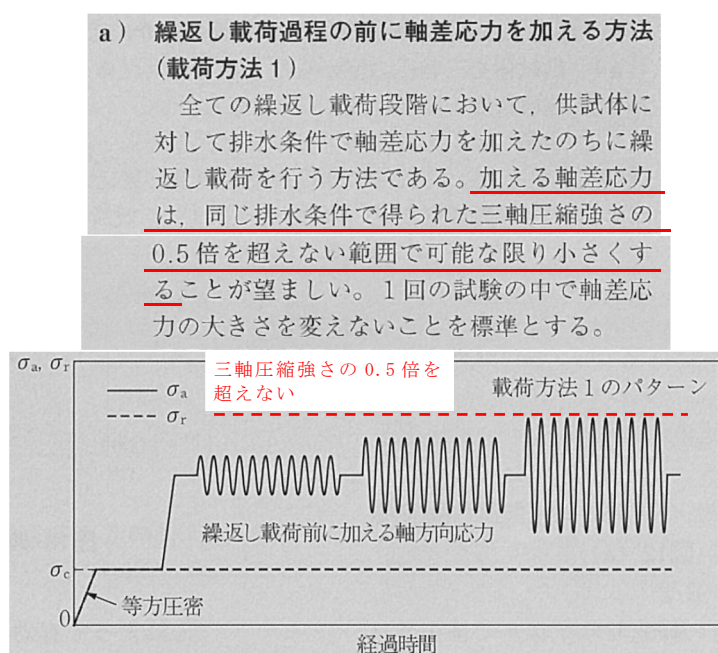 a) 繰返し載荷過程の前に軸差応力を加える方法
(載荷方法1)
全ての繰返し載荷段階において，供試体に
対して排水条件で軸差応力を加えたのちに繰
返し載荷を行う方法である。加える軸差応力
は，同じ排水条件で得られた三軸圧縮強さの
0.5倍を超えない範囲で可能な限り小さくす
ることが望ましい。1回の試験の中で軸差応
力の大きさを変えないことを標準とする。
σa, σr
三軸圧縮強さの0.5倍を
超えない
載荷方法1のパターン
σa
σr
繰返し載荷前に加える軸方向応力
σc
0
等方圧密
経過時間